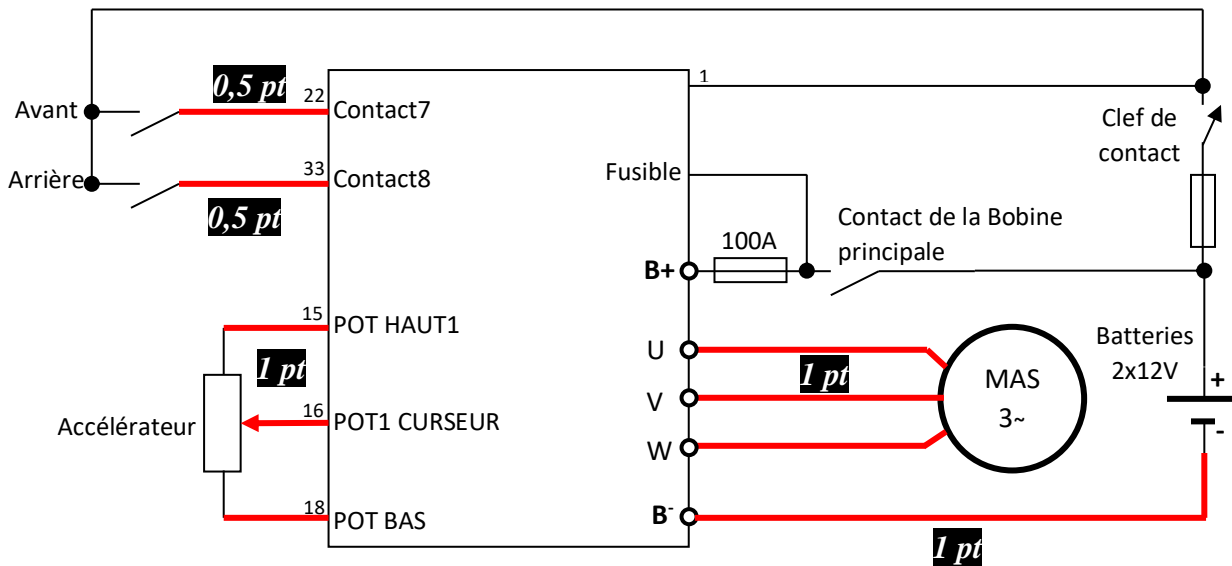 0,5 pt
22
1
Avant
Contact7
Clef de
contact
33
Arrière
Contact8
Fusible
0,5 pt
Contact de la Bobine
principale
100A
B+
15
POT HAUT1
U
Batteries
2x12V
1 pt
1 pt
MAS
3~
+
-
V
16
Accélérateur
POT1 CURSEUR
W
18
POT BAS
B-
1 pt